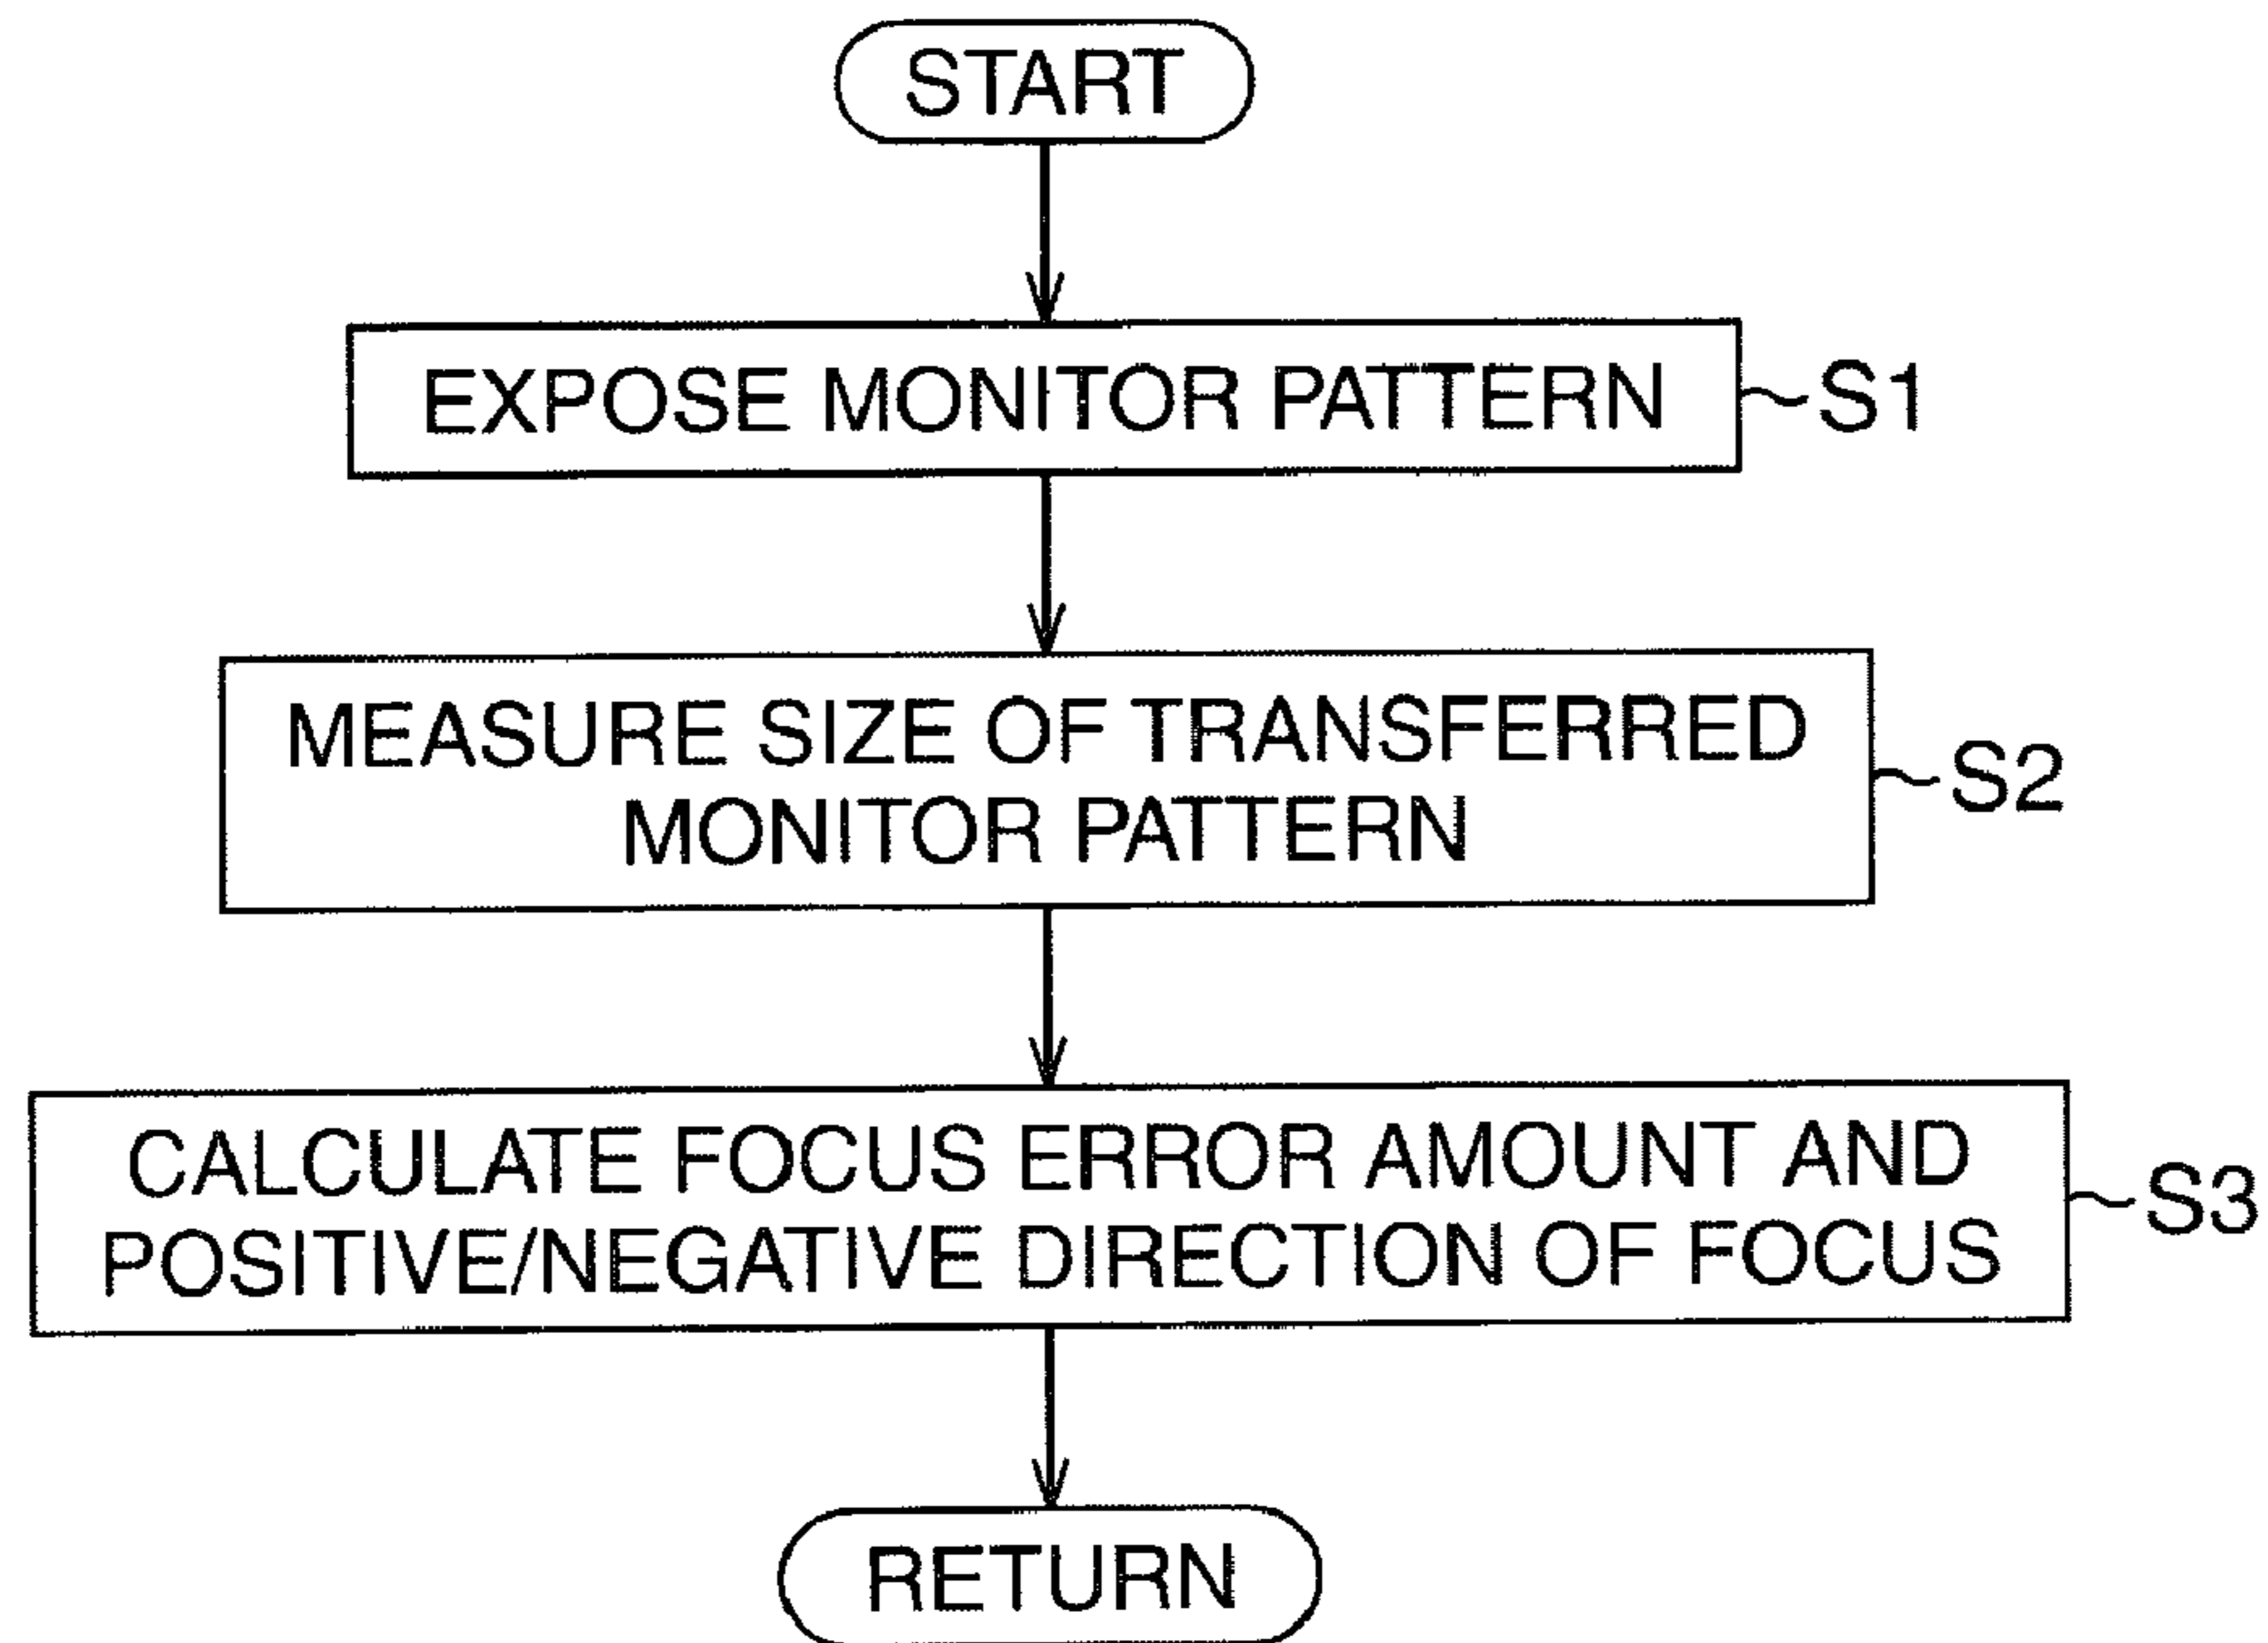 START
EXPOSE MONITOR PATTERN
S1
MEASURE SIZE OF TRANSFERRED
MONITOR PATTERN
S2
CALCULATE FOCUS ERROR AMOUNT AND
POSITIVE/NEGATIVE DIRECTION OF FOCUS
S3
RETURN